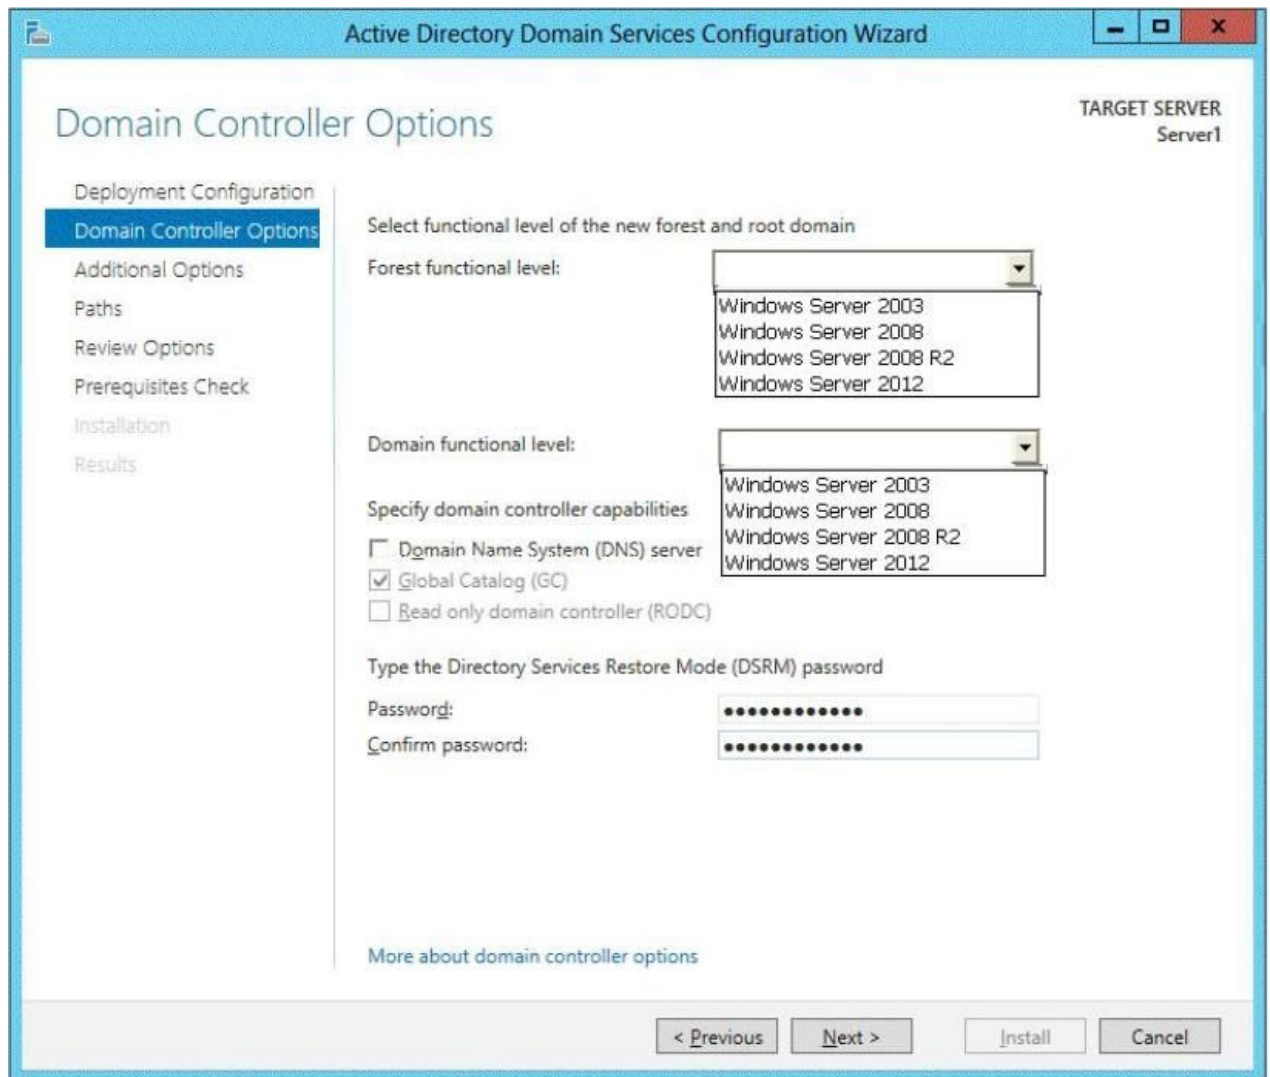 Active Directory Domain Services Configuration Wizard
Domain Controller Options
TARGET SERVER
Server1
Deployment Configuration
Domain Controller Options
Additional Options
Paths
Review Options
Prerequisites Check
Installation
Results
Select functional level of the new forest and root domain
Forest functional level:
Windows Server 2003
Windows Server 2008
Windows Server 2008 R2
Windows Server 2012
Domain functional level:
Windows Server 2003
Windows Server 2008
Windows Server 2008 R2
Windows Server 2012
Specify domain controller capabilities
Domain Name System (DNS) server
Global Catalog (GC)
Read only domain controller (RODC)
Type the Directory Services Restore Mode (DSRM) password
Password: ●●●●●●●●●●●●
Confirm password: ●●●●●●●●●●●●
More about domain controller options
< Previous
Next >
Install
Cancel